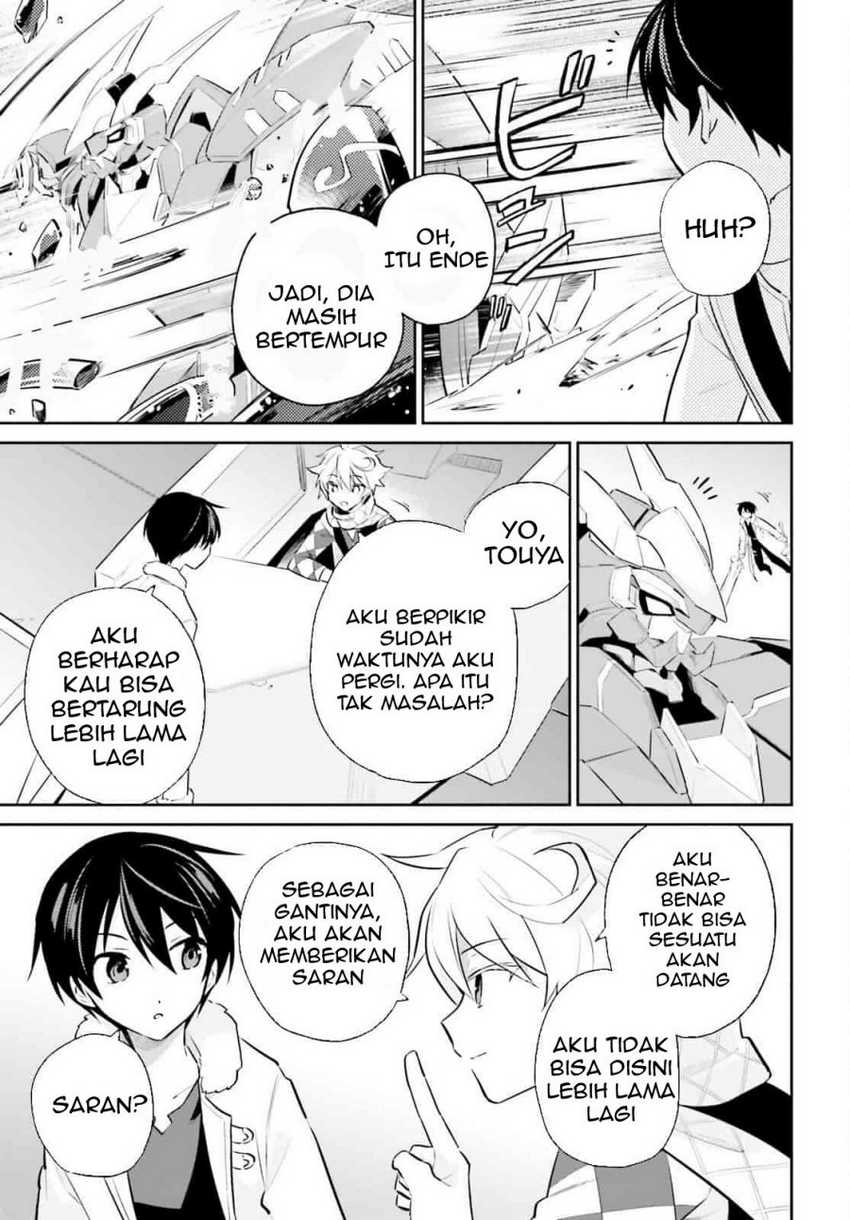 HUH?
OH,
ITU ENDE
JADI, DIA
MASIH
BERTEMPUR
YO,
TOUYA
AKU BERPIKIR
SUDAH
WAKTUNYA AKU
PERGI. APA ITU
TAK MASALAH?
AKU
BERHARAP
KAU BISA
BERTARUNG
LEBIH LAMA
LAGI
AKU
BENAR-
BENAR
TIDAK BISA
SESUATU
AKAN
DATANG
AKU TIDAK
BISA DISINI
LEBIH LAMA
LAGI
SEBAGAI
GANTINYA,
AKU AKAN
MEMBERIKAN
SARAN
SARAN?